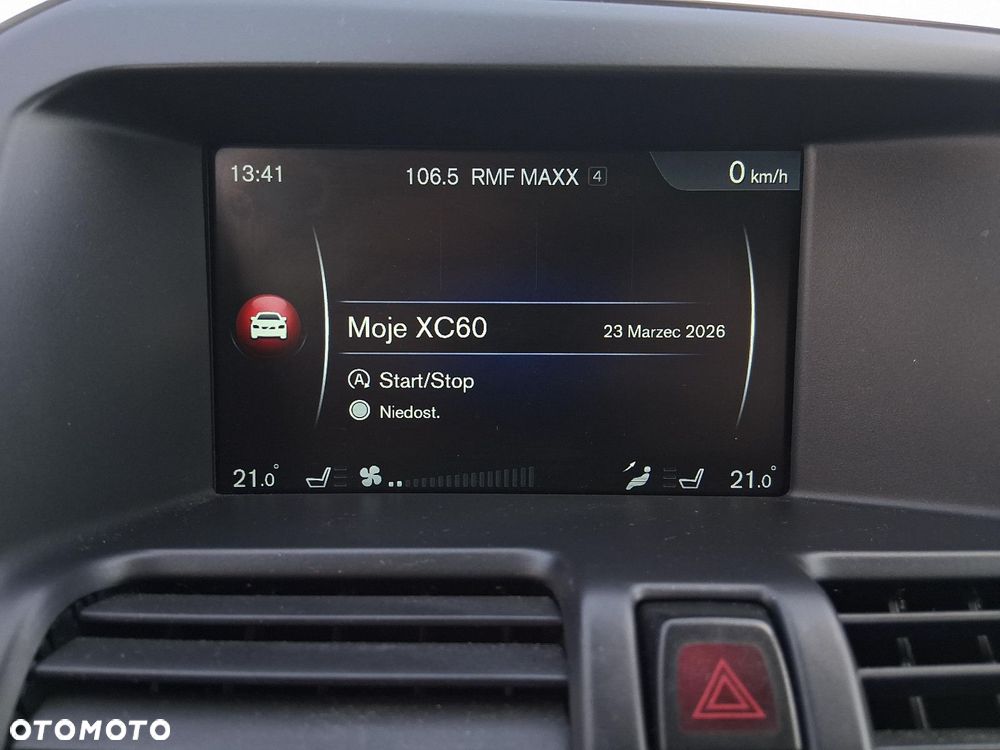 13:41 106.5 RMF MAXX 4 0 km/h
Moje XC60 23 Marzec 2026
A Start/Stop
Niedost.
21.0° 21.0°
OTOMOTO